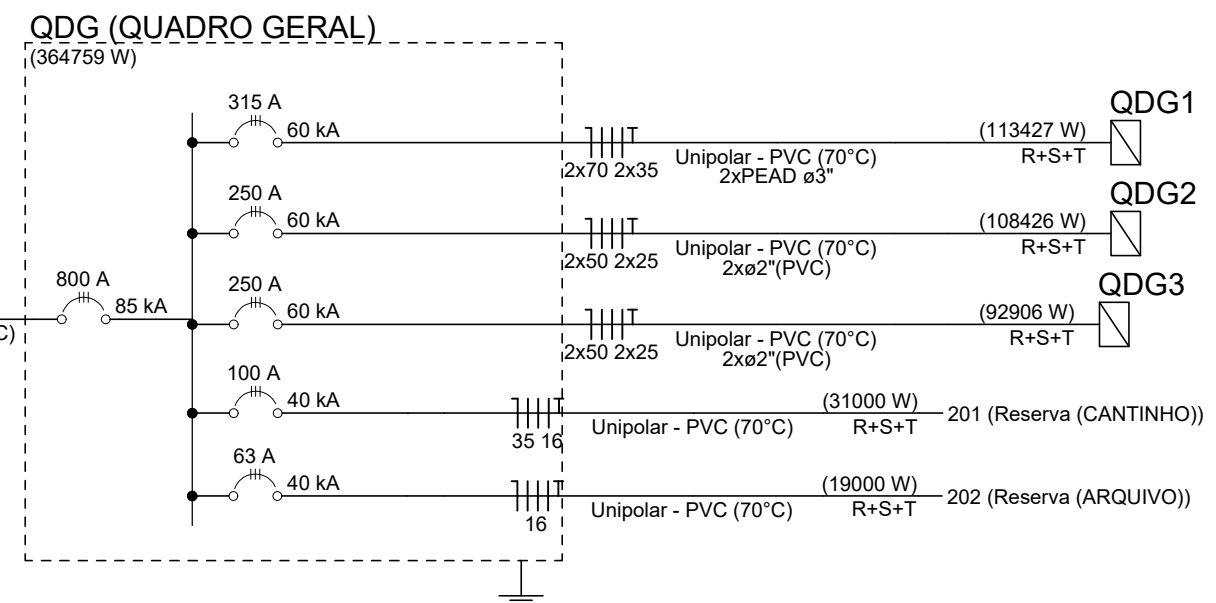 QDG (QUADRO GERAL)
(364759 W)
315 A
60 kA
2x70 2x35
Unipolar - PVC (70°C)
2xPEAD ø3"
(113427 W)
R+S+T
QDG1
250 A
60 kA
2x50 2x25
Unipolar - PVC (70°C)
2xø2"(PVC)
(108426 W)
R+S+T
QDG2
800 A
85 kA
C)
250 A
60 kA
2x50 2x25
Unipolar - PVC (70°C)
2xø2"(PVC)
(92906 W)
R+S+T
QDG3
100 A
40 kA
35 16
Unipolar - PVC (70°C)
(31000 W)
R+S+T
201 (Reserva (CANTINHO))
63 A
40 kA
16
Unipolar - PVC (70°C)
(19000 W)
R+S+T
202 (Reserva (ARQUIVO))